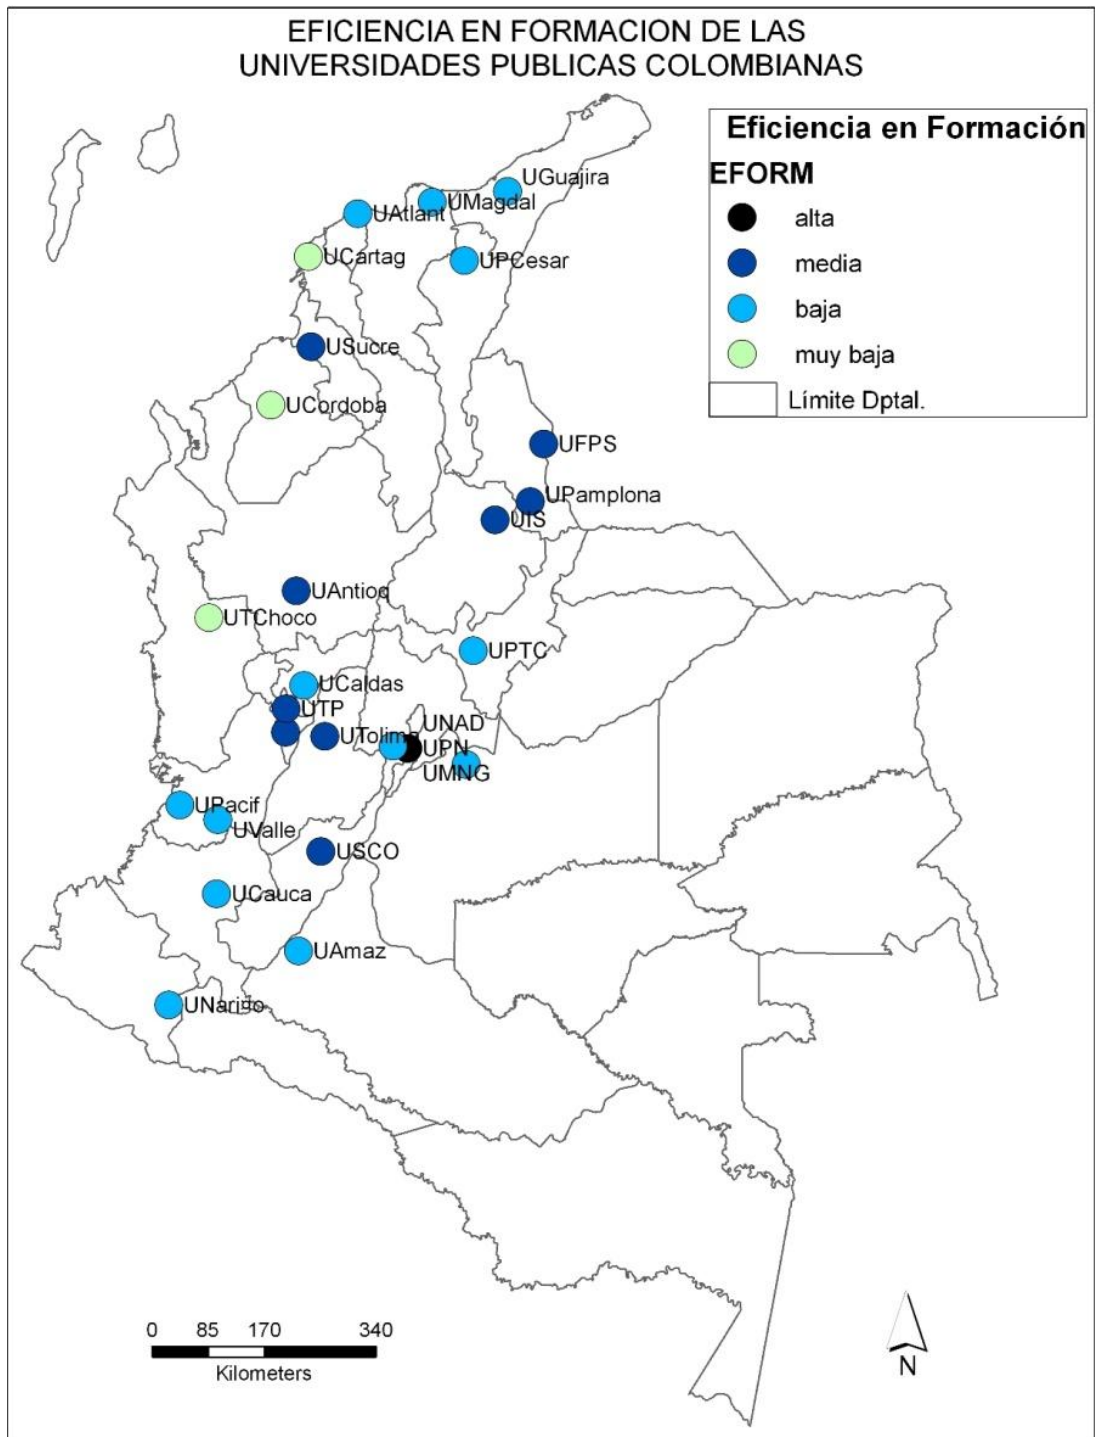 EFICIENCIA EN FORMACION DE LAS
UNIVERSIDADES PUBLICAS COLOMBIANAS
Eficiencia en Formación
EFORM
alta
media
baja
muy baja
Límite Dptal.
UGuajira
UMagdal
UAtlant
UCartag
UPCesar
USucre
UCordoba
UFPS
UPamplona
UIS
UAntioq
UTChoco
UPTC
UCaldas
UTP
UNAD
UTolima
UPN
UMNG
UPacif
UValle
USCO
UCauca
UAmaz
UNariño
0 85 170 340
Kilometers
N